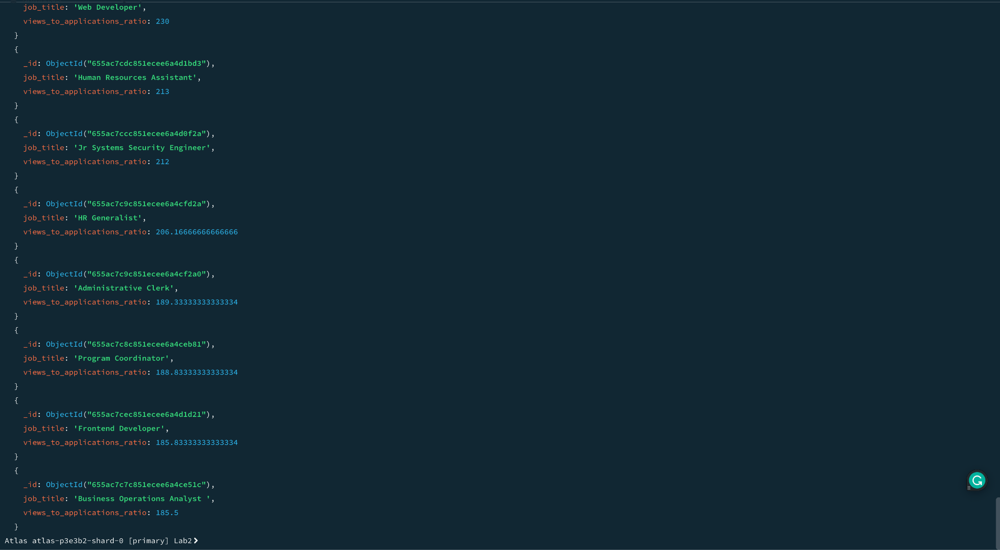 job_title: 'Web Developer',
views_to_applications_ratio: 230
}
{
_id: ObjectId("655ac7cdc851ecee6a4d1bd3"),
job_title: 'Human Resources Assistant',
views_to_applications_ratio: 213
}
{
_id: ObjectId("655ac7ccc851ecee6a4d0f2a"),
job_title: 'Jr Systems Security Engineer',
views_to_applications_ratio: 212
}
{
_id: ObjectId("655ac7c9c851ecee6a4cfd2a"),
job_title: 'HR Generalist',
views_to_applications_ratio: 206.16666666666666
}
{
_id: ObjectId("655ac7c9c851ecee6a4cf2a0"),
job_title: 'Administrative Clerk',
views_to_applications_ratio: 189.33333333333334
}
{
_id: ObjectId("655ac7c8c851ecee6a4ceb81"),
job_title: 'Program Coordinator',
views_to_applications_ratio: 188.83333333333334
}
{
_id: ObjectId("655ac7cec851ecee6a4d1d21"),
job_title: 'Frontend Developer',
views_to_applications_ratio: 185.83333333333334
}
{
_id: ObjectId("655ac7c7c851ecee6a4ce51c"),
job_title: 'Business Operations Analyst ',
views_to_applications_ratio: 185.5
}
Atlas atlas-p3e3b2-shard-0 [primary] Lab2>